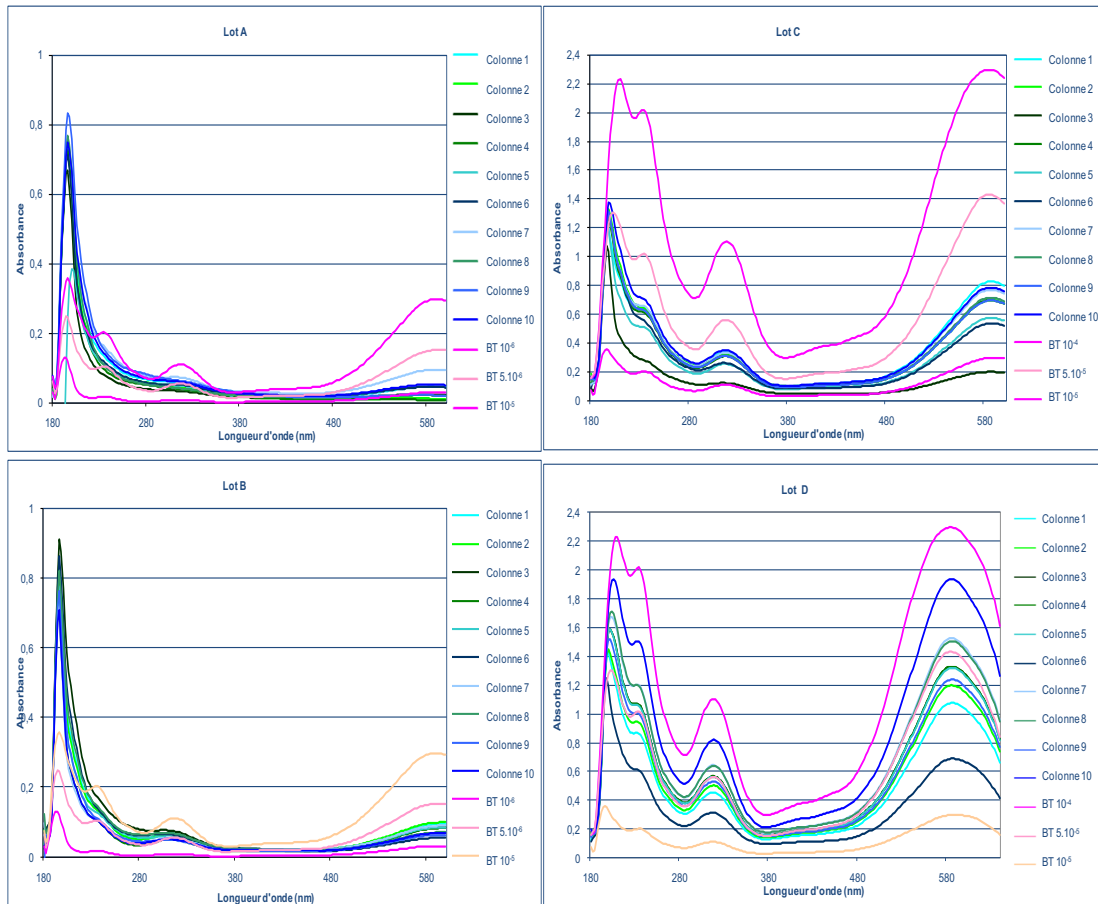 Lot A
Absorbance
1
0,8
0,6
0,4
0,2
0
180
280
380
480
580
Longueur d'onde (nm)
Colonne 1
Colonne 2
Colonne 3
Colonne 4
Colonne 5
Colonne 6
Colonne 7
Colonne 8
Colonne 9
Colonne 10
BT 10-6
BT 5.10-6
BT 10-5
Lot C
Absorbance
2,4
2,2
2
1,8
1,6
1,4
1,2
1
0,8
0,6
0,4
0,2
0
180
280
380
480
580
Longueur d'onde (nm)
Colonne 1
Colonne 2
Colonne 3
Colonne 4
Colonne 5
Colonne 6
Colonne 7
Colonne 8
Colonne 9
Colonne 10
BT 10-4
BT 5.10-5
BT 10-5
Lot B
Absorbance
1
0,8
0,6
0,4
0,2
0
180
280
380
480
580
Longueur d'onde (nm)
Colonne 1
Colonne 2
Colonne 3
Colonne 4
Colonne 5
Colonne 6
Colonne 7
Colonne 8
Colonne 9
Colonne 10
BT 10-6
BT 5.10-6
BT 10-5
Lot D
Absorbance
2,4
2,2
2
1,8
1,6
1,4
1,2
1
0,8
0,6
0,4
0,2
0
180
280
380
480
580
Longueur d'onde (nm)
Colonne 1
Colonne 2
Colonne 3
Colonne 4
Colonne 5
Colonne 6
Colonne 7
Colonne 8
Colonne 9
Colonne 10
BT 10-4
BT 5.10-5
BT 10-5